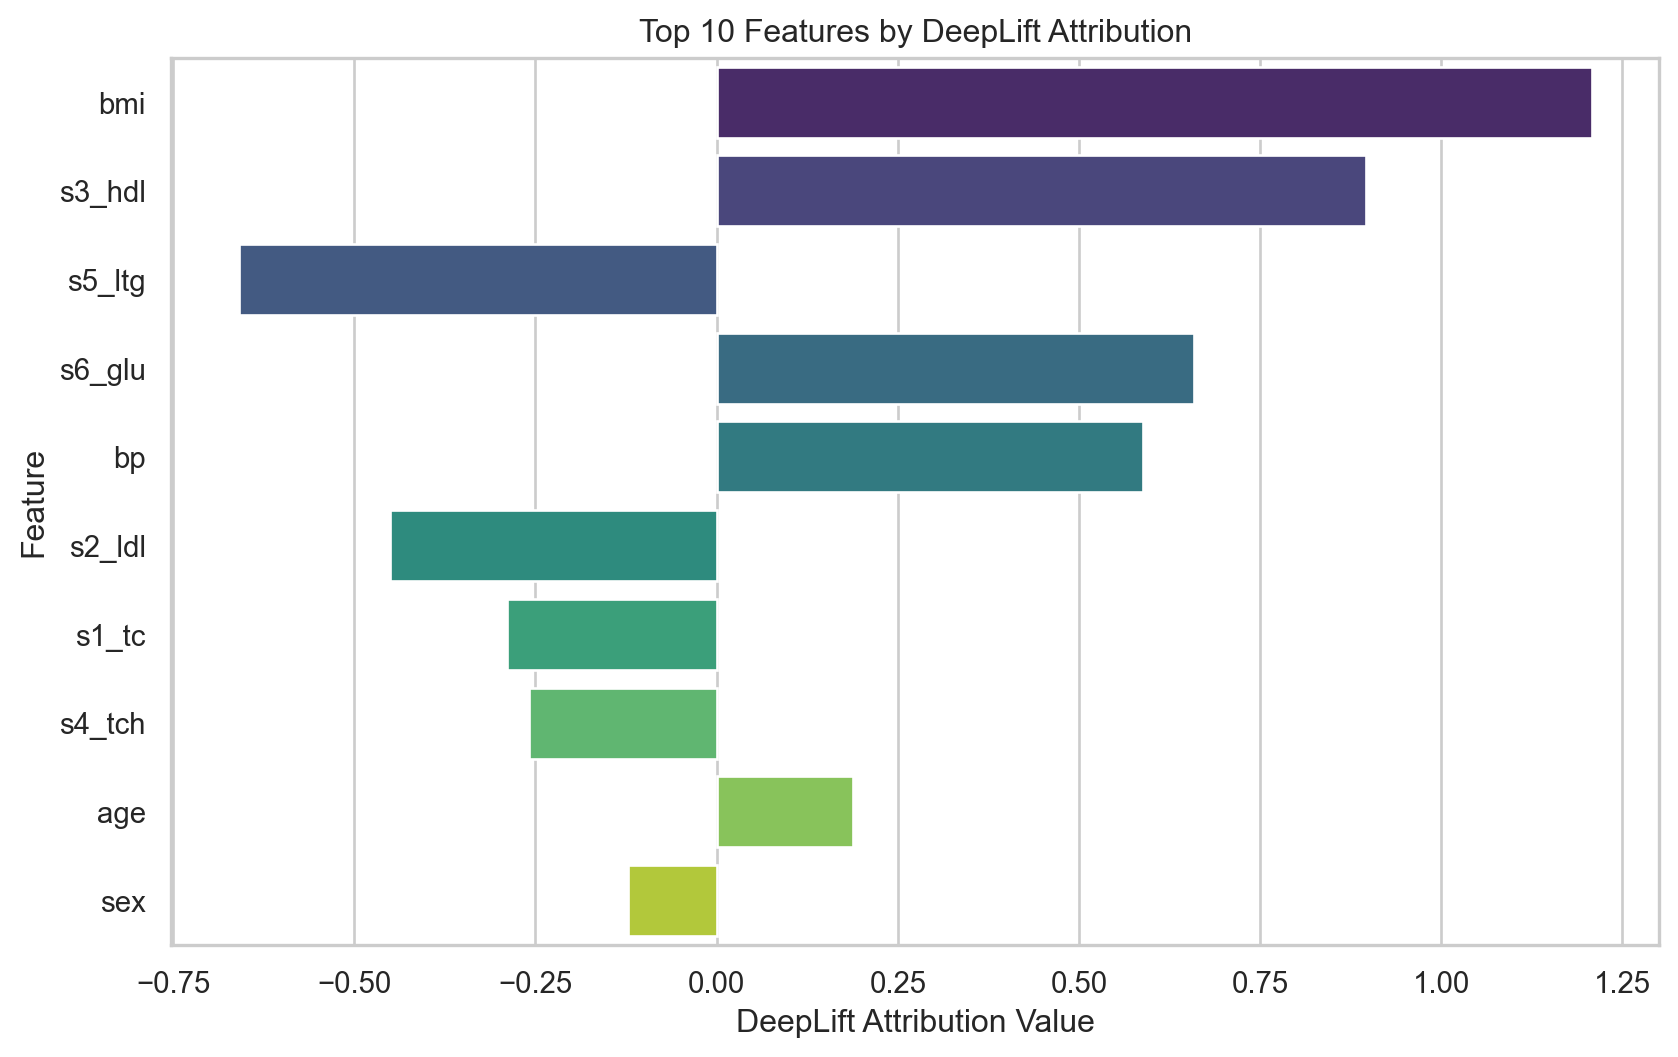 Top 10 Features by DeepLift Attribution
bmi
s3_hdl
s5_ltg
s6_glu
bp
s2_ldl
s1_tc
s4_tch
age
sex
Feature
−0.75
−0.50
−0.25
0.00
0.25
0.50
0.75
1.00
1.25
DeepLift Attribution Value